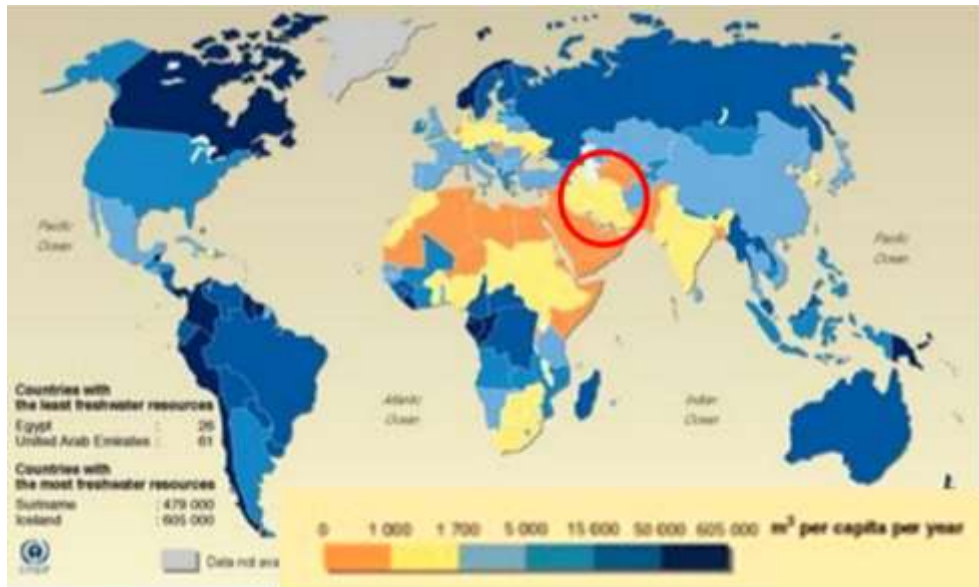 Pacific
Ocean
Pacific
Ocean
Atlantic
Ocean
Indian
Ocean
Countries with
the least freshwater resources
Egypt : 26
United Arab Emirates : 61
Countries with
the most freshwater resources
Suriname : 479 000
Iceland : 605 000
Data not ava
0 1 000 1 700 5 000 15 000 50 000 605 000 m³ per capita per year
UNEP